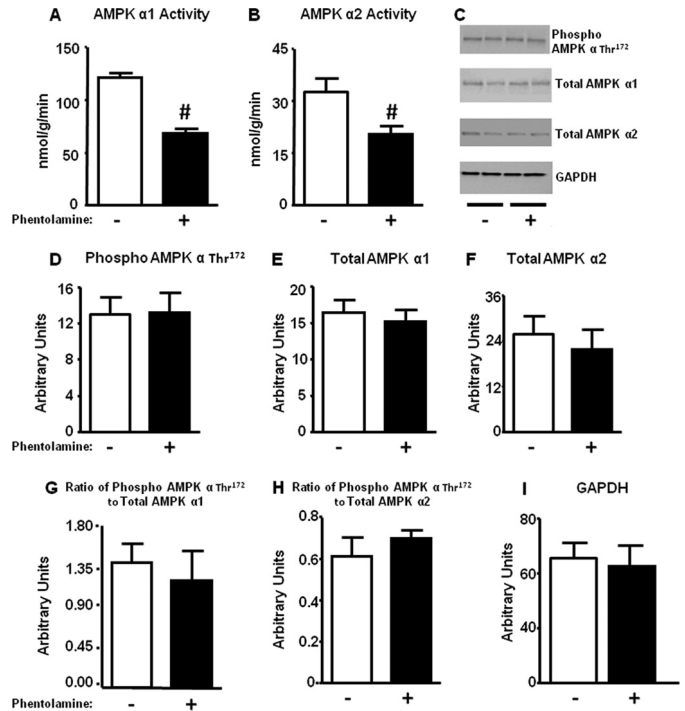 A AMPK α1 Activity
nmol/g/min
150
100
50
0
#
Phentolamine: - +
B AMPK α2 Activity
nmol/g/min
45
30
15
0
#
- +
C
Phospho
AMPK α Thr172
Total AMPK α1
Total AMPK α2
GAPDH
- +
D Phospho AMPK α Thr172
Arbitrary Units
16
12
8
4
0
Phentolamine: - +
E Total AMPK α1
Arbitrary Units
20
15
10
5
0
- +
F Total AMPK α2
Arbitrary Units
36
24
12
0
- +
G Ratio of Phospho AMPK α Thr172
to Total AMPK α1
Arbitrary Units
1.80
1.35
0.90
0.45
0.00
Phentolamine: - +
H Ratio of Phospho AMPK α Thr172
to Total AMPK α2
Arbitrary Units
0.8
0.6
0.4
0.2
0
- +
I GAPDH
Arbitrary Units
80
60
40
20
0
- +